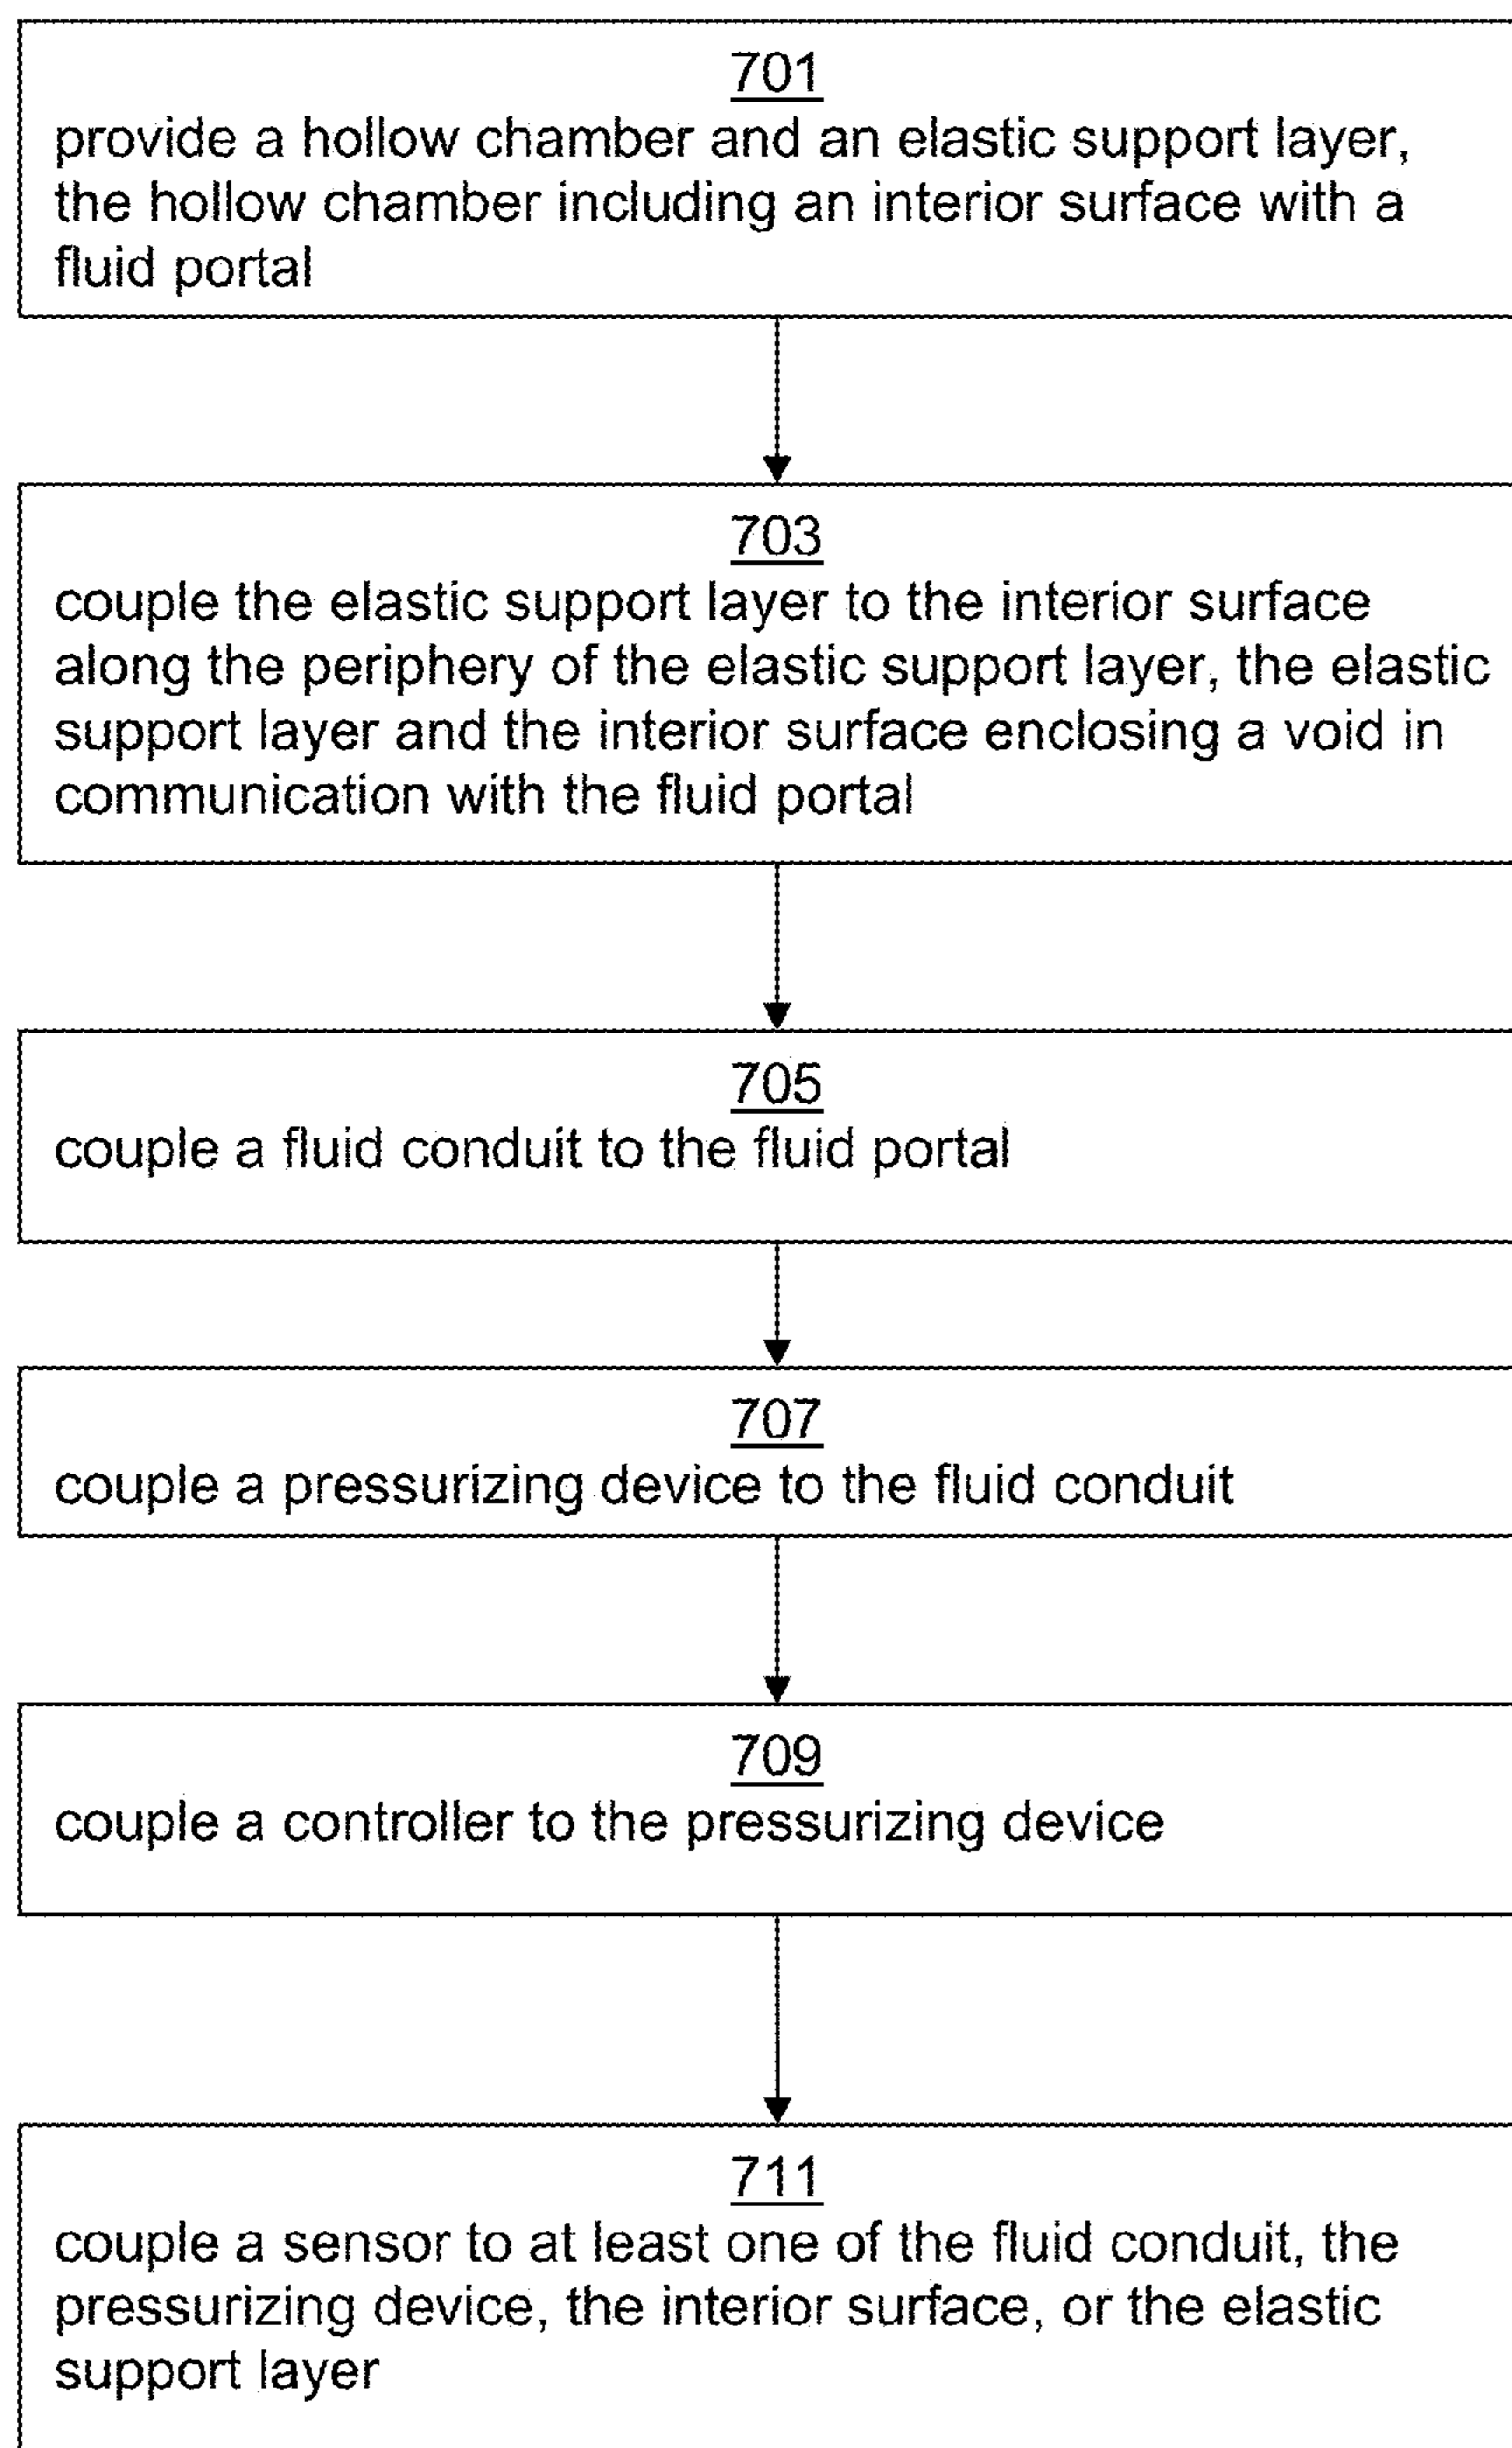 701
provide a hollow chamber and an elastic support layer,
the hollow chamber including an interior surface with a
fluid portal
703
couple the elastic support layer to the interior surface
along the periphery of the elastic support layer, the elastic
support layer and the interior surface enclosing a void in
communication with the fluid portal
705
couple a fluid conduit to the fluid portal
707
couple a pressurizing device to the fluid conduit
709
couple a controller to the pressurizing device
711
couple a sensor to at least one of the fluid conduit, the
pressurizing device, the interior surface, or the elastic
support layer